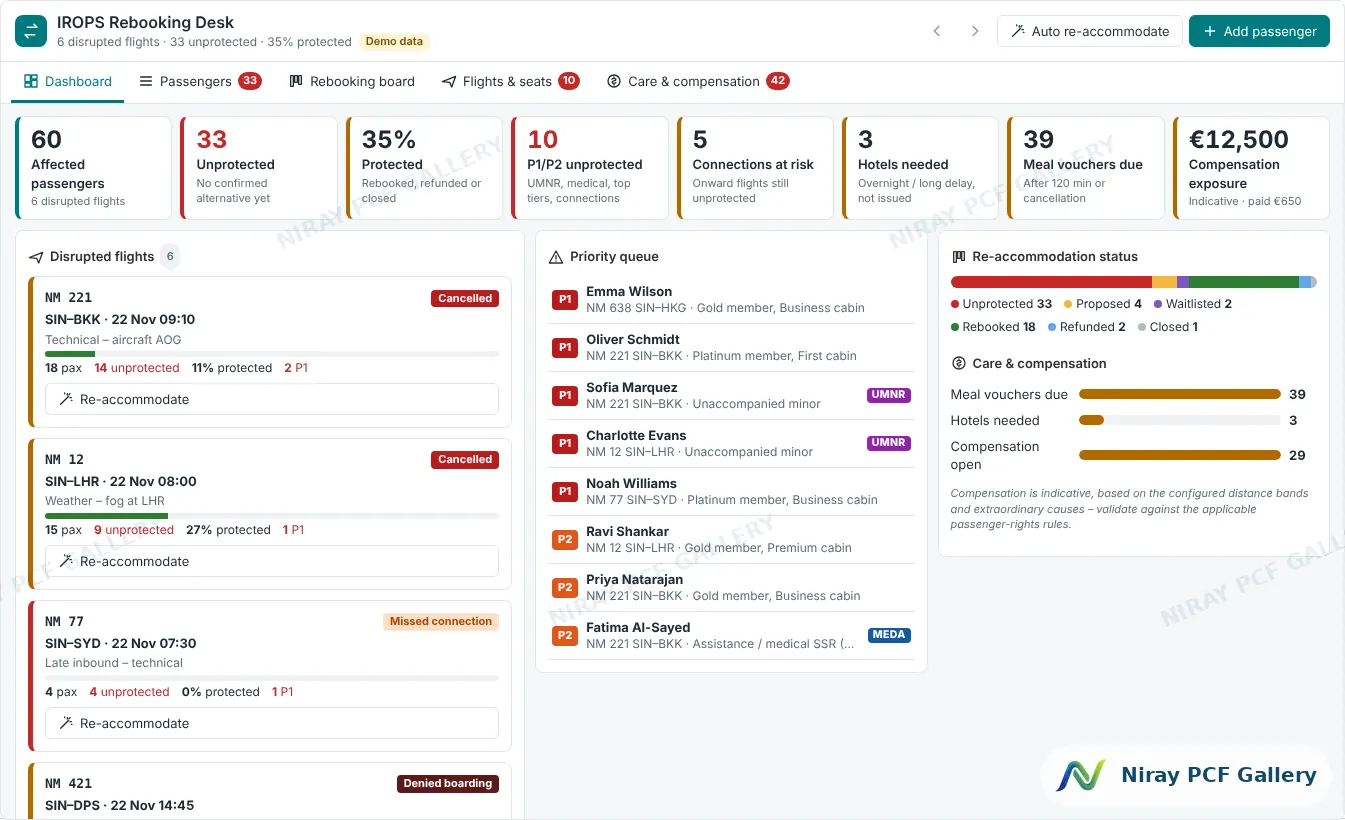 IROPS Rebooking Desk
6 disrupted flights · 33 unprotected · 35% protected
Demo data
Auto re-accommodate
Add passenger
Dashboard
Passengers 33
Rebooking board
Flights & seats 10
Care & compensation 42
60
Affected
passengers
6 disrupted flights
33
Unprotected
No confirmed
alternative yet
35%
Protected
Rebooked, refunded or
closed
10
P1/P2 unprotected
UMNR, medical, top
tiers, connections
5
Connections at risk
Onward flights still
unprotected
3
Hotels needed
Overnight / long delay,
not issued
39
Meal vouchers due
After 120 min or
cancellation
€12,500
Compensation
exposure
Indicative · paid €650
Disrupted flights 6
NM 221
Cancelled
SIN–BKK · 22 Nov 09:10
Technical – aircraft AOG
18 pax 14 unprotected 11% protected 2 P1
Re-accommodate
NM 12
Cancelled
SIN–LHR · 22 Nov 08:00
Weather – fog at LHR
15 pax 9 unprotected 27% protected 1 P1
Re-accommodate
NM 77
Missed connection
SIN–SYD · 22 Nov 07:30
Late inbound – technical
4 pax 4 unprotected 0% protected 1 P1
Re-accommodate
NM 421
Denied boarding
SIN–DPS · 22 Nov 14:45
Priority queue
P1
Emma Wilson
NM 638 SIN–HKG · Gold member, Business cabin
P1
Oliver Schmidt
NM 221 SIN–BKK · Platinum member, First cabin
P1
Sofia Marquez
NM 221 SIN–BKK · Unaccompanied minor
UMNR
P1
Charlotte Evans
NM 12 SIN–LHR · Unaccompanied minor
UMNR
P1
Noah Williams
NM 77 SIN–SYD · Platinum member, Business cabin
P2
Ravi Shankar
NM 12 SIN–LHR · Gold member, Premium cabin
P2
Priya Natarajan
NM 221 SIN–BKK · Gold member, Business cabin
P2
Fatima Al-Sayed
NM 221 SIN–BKK · Assistance / medical SSR (...
MEDA
Re-accommodation status
Unprotected 33 Proposed 4 Waitlisted 2
Rebooked 18 Refunded 2 Closed 1
Care & compensation
Meal vouchers due 39
Hotels needed 3
Compensation
open 29
Compensation is indicative, based on the configured distance bands
and extraordinary causes – validate against the applicable
passenger-rights rules.
NIRAY PCF GALLERY
NIRAY PCF GALLERY
NIRAY PCF GALLERY
NIRAY PCF GALLERY
NIRAY PCF GALLERY
Niray PCF Gallery